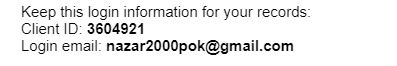 Keep this login information for your records:
Client ID: 3604921
Login email: nazar2000pok@gmail.com